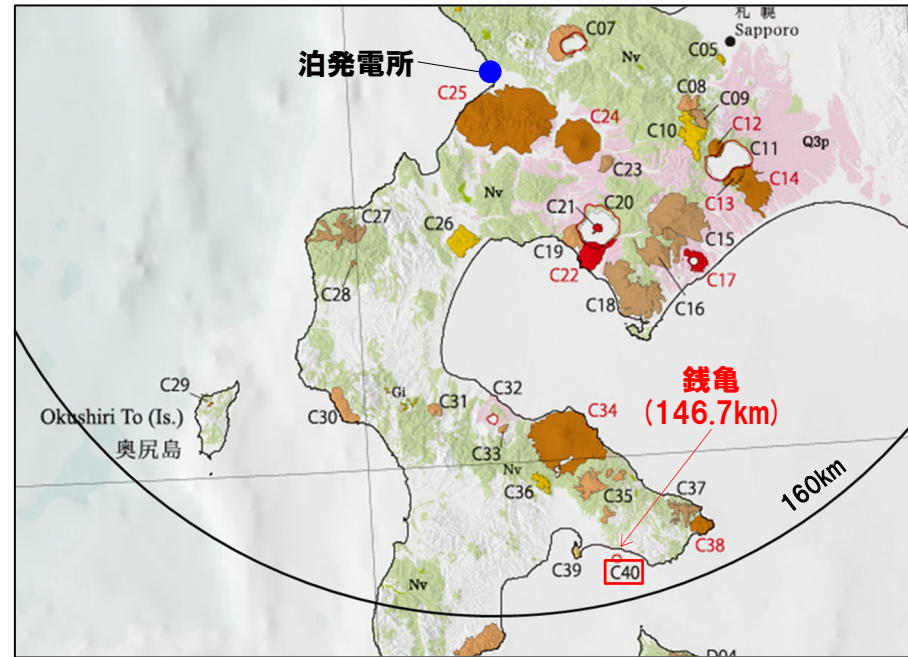 札 幌
Sapporo
C07
C05
Nv
泊発電所
C25
C24
C08
C09
C10
C12
C11
Q3p
C23
C14
C13
Nv
C27
C26
C21
C20
C15
C19
C22
C17
C28
C18
C16
銭亀
(146.7km)
C29
Okushiri To (Is.)
奥尻島
C30
Gi
C31
C32
C34
C33
Nv
C36
C35
C37
160km
C38
C39
C40
Nv
D04